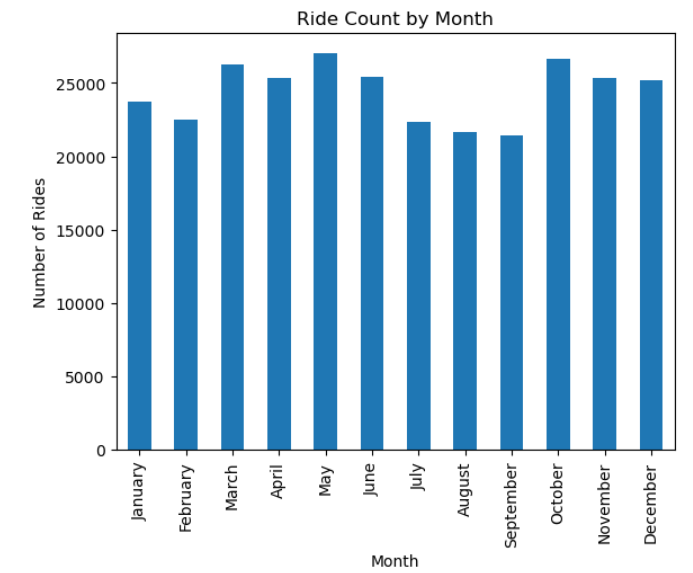 Ride Count by Month
Number of Rides
25000
20000
15000
10000
5000
0
January
February
March
April
May
June
July
August
September
October
November
December
Month